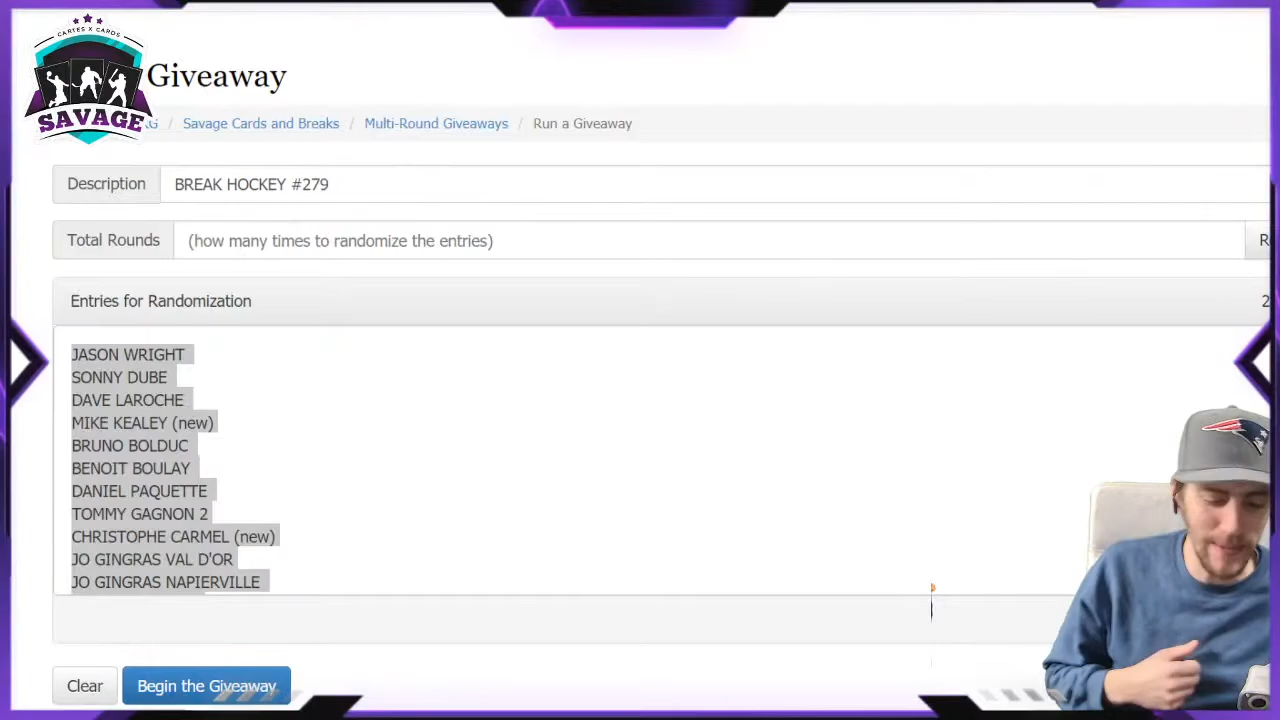 CARTES X CARDS
SAVAGE
Giveaway
G / Savage Cards and Breaks / Multi-Round Giveaways / Run a Giveaway
Description BREAK HOCKEY #279
Total Rounds (how many times to randomize the entries) R
Entries for Randomization 2
JASON WRIGHT
SONNY DUBE
DAVE LAROCHE
MIKE KEALEY (new)
BRUNO BOLDUC
BENOIT BOULAY
DANIEL PAQUETTE
TOMMY GAGNON 2
CHRISTOPHE CARMEL (new)
JO GINGRAS VAL D'OR
JO GINGRAS NAPIERVILLE
Clear Begin the Giveaway